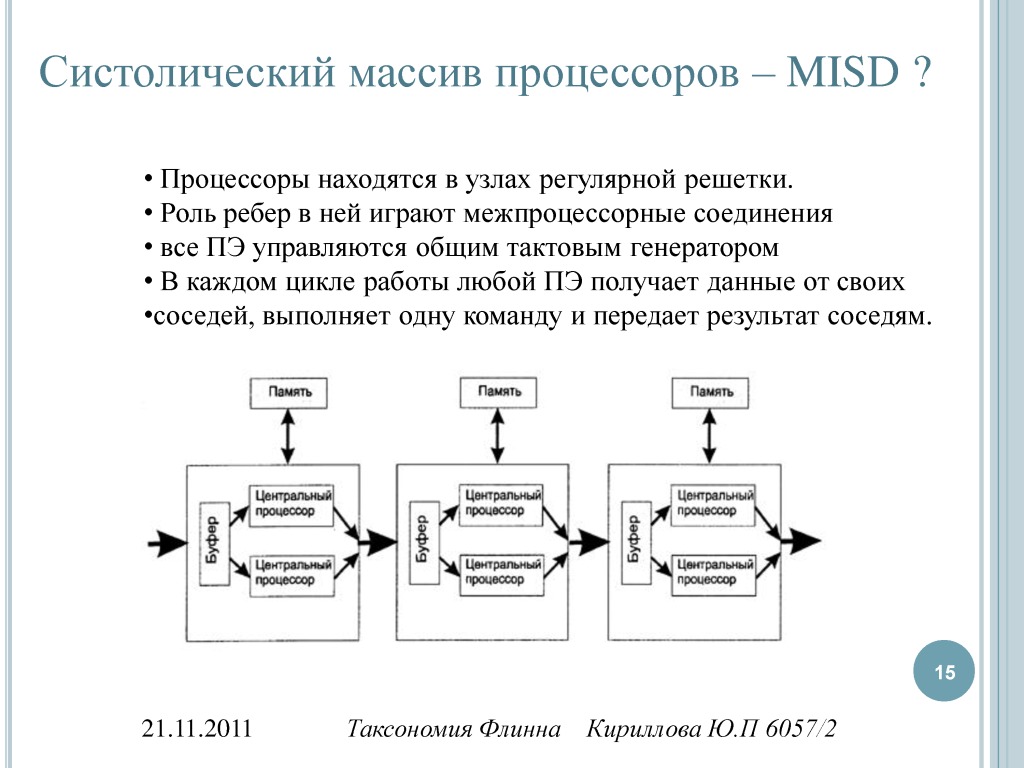 Систолический массив процессоров – MISD ?
• Процессоры находятся в узлах регулярной решетки.
• Роль ребер в ней играют межпроцессорные соединения
• все ПЭ управляются общим тактовым генератором
• В каждом цикле работы любой ПЭ получает данные от своих
•соседей, выполняет одну команду и передает результат соседям.
Память
Память
Память
Буфер
Центральный
процессор
Центральный
процессор
Буфер
Центральный
процессор
Центральный
процессор
Буфер
Центральный
процессор
Центральный
процессор
15
21.11.2011
Таксономия Флинна Кириллова Ю.П 6057/2